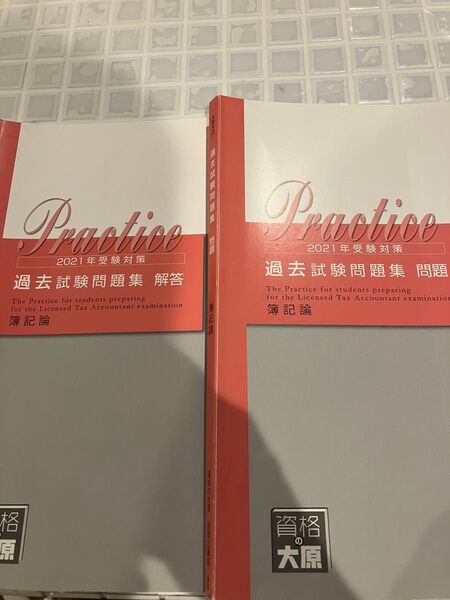 Practice
2021年受験対策
過去試験問題集 解答
The Practice for students preparing
for the Licensed Tax Accountant examination
簿記論
資格の
大原
過去試験問題集 問題
簿記論
Practice
2021年受験対策
過去試験問題集 問題
The Practice for students preparing
for the Licensed Tax Accountant examination
簿記論
資格の
大原